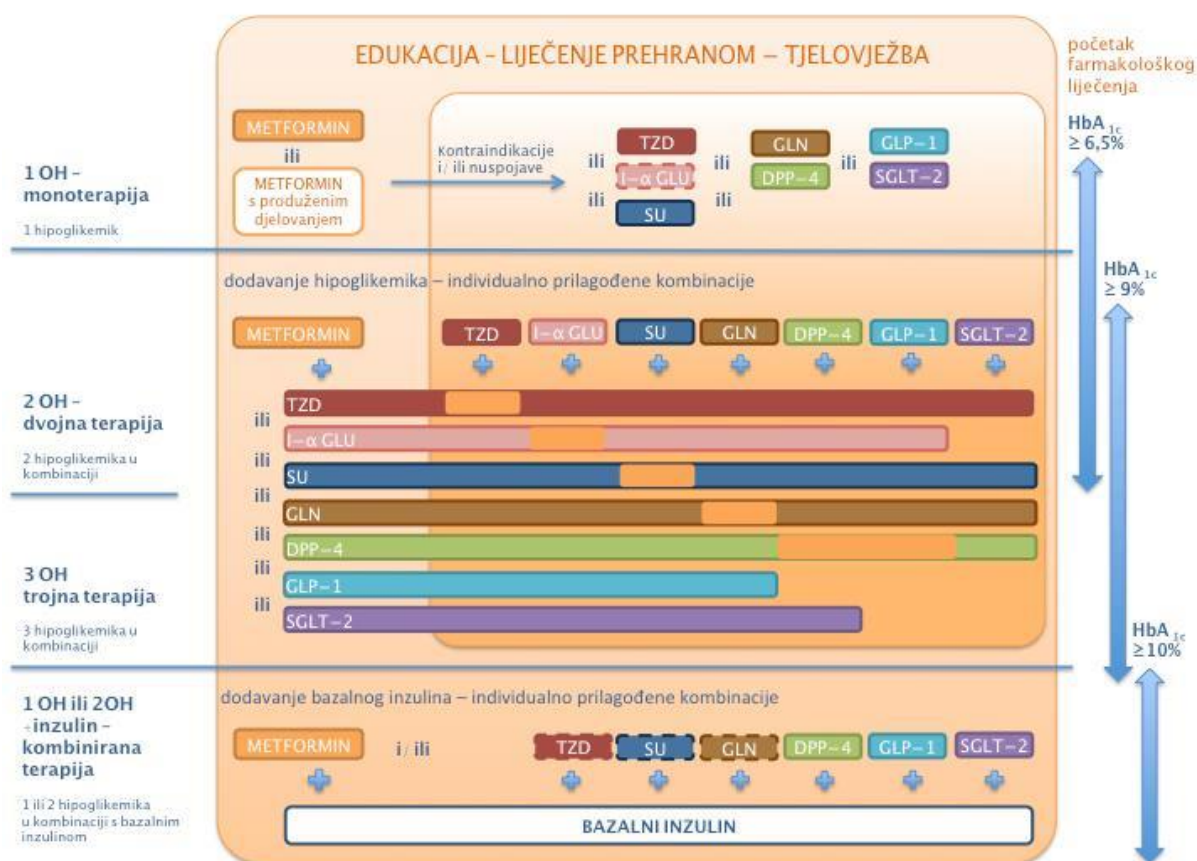 EDUKACIJA – LIJEČENJE PREHRANOM – TJELOVJEŽBA
početak
farmakološkog
liječenja
HbA 1c
≥ 6,5%
1 OH –
monoterapija
1 hipoglikemik
METFORMIN
ili
METFORMIN
s produženim
djelovanjem
kontraindikacije
i/ ili nuspojave
ili
ili
TZD
I–α GLU
SU
ili
ili
GLN
DPP–4
ili
GLP–1
SGLT–2
HbA 1c
≥ 9%
dodavanje hipoglikemika – individualno prilagođene kombinacije
METFORMIN
TZD
I–α GLU
SU
GLN
DPP–4
GLP–1
SGLT–2
2 OH –
dvojna terapija
2 hipoglikemika u
kombinaciji
TZD
ili
I–α GLU
ili
SU
ili
GLN
ili
DPP–4
ili
GLP–1
ili
SGLT–2
3 OH
trojna terapija
3 hipoglikemika u
kombinaciji
HbA 1c
≥ 10%
1 OH ili 2OH
+inzulin –
kombinirana
terapija
1 ili 2 hipoglikemika
u kombinaciji s bazalnim
inzulinom
dodavanje bazalnog inzulina – individualno prilagođene kombinacije
METFORMIN
i/ ili
TZD
SU
GLN
DPP–4
GLP–1
SGLT–2
BAZALNI INZULIN